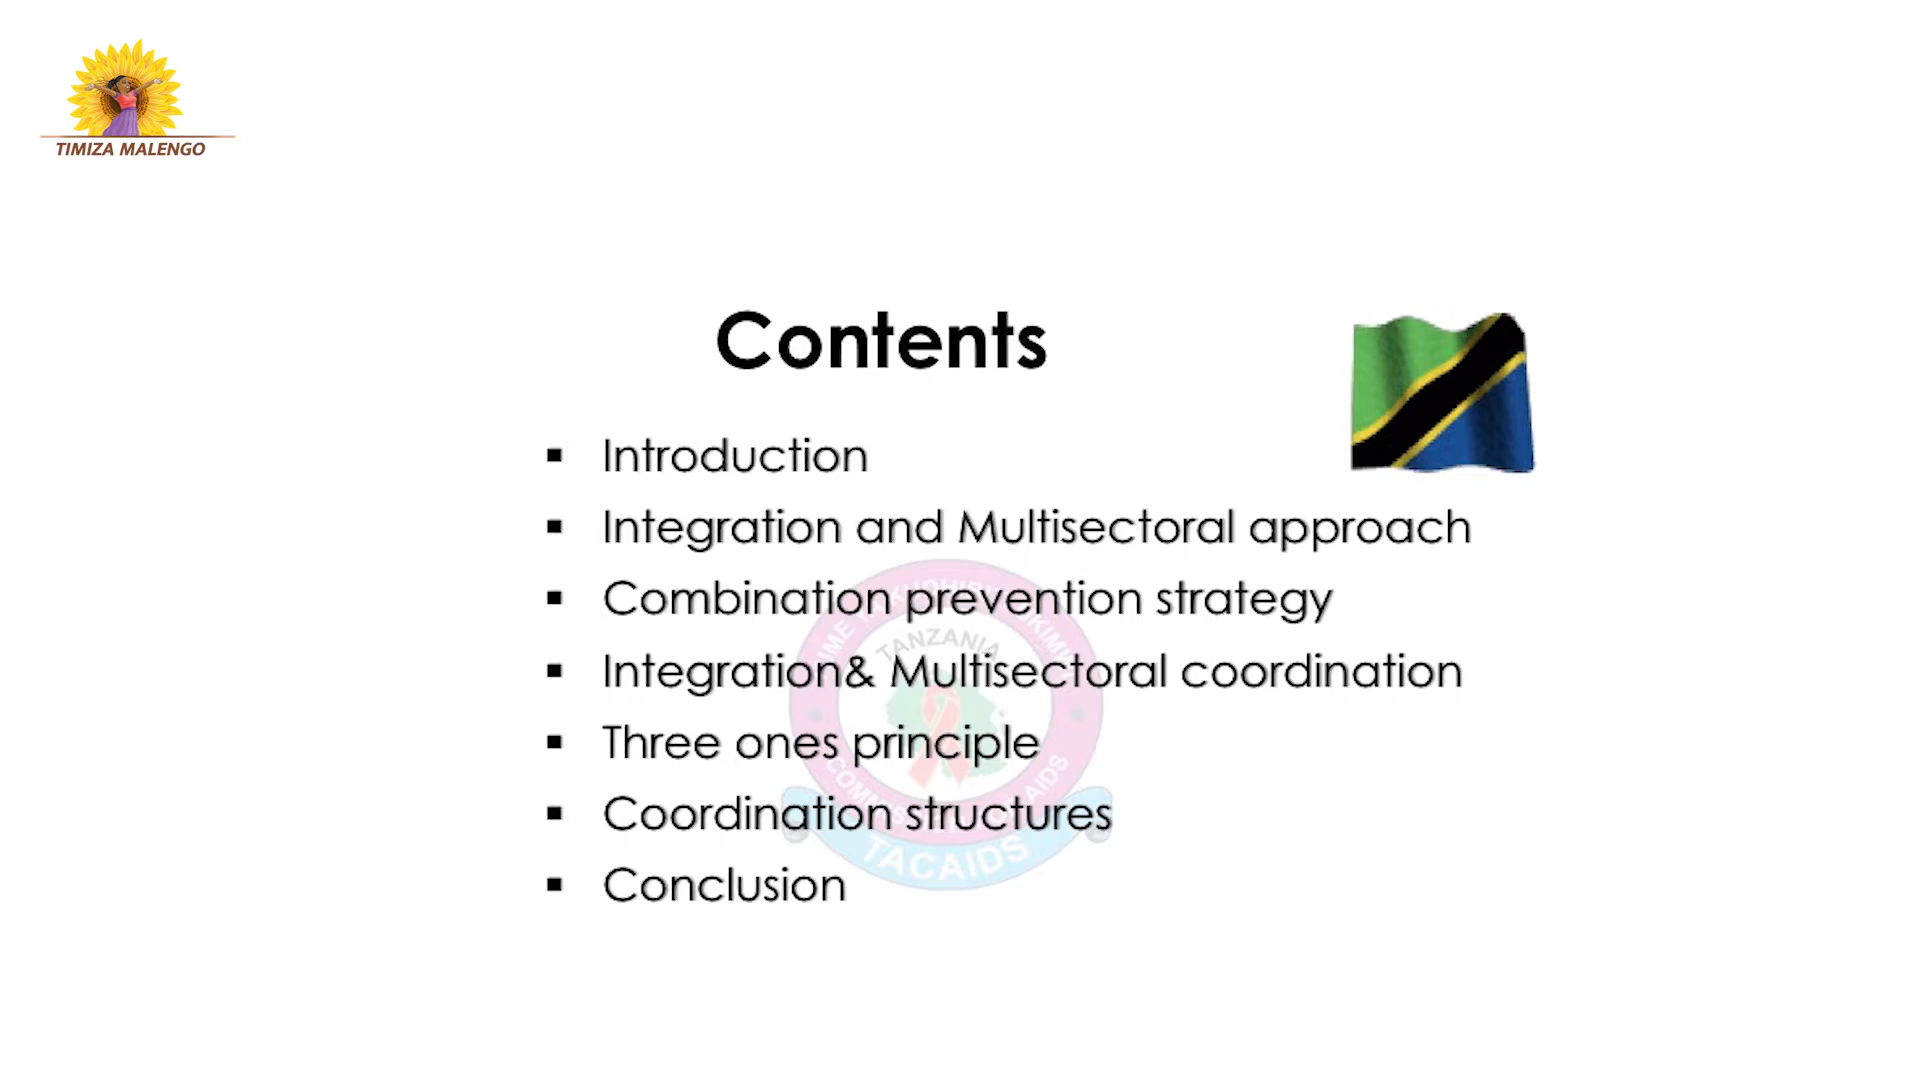 TIMIZA MALENGO
Contents
▪ Introduction
▪ Integration and Multisectoral approach
▪ Combination prevention strategy
▪ Integration& Multisectoral coordination
▪ Three ones principle
▪ Coordination structures
▪ Conclusion
TANZANIA
AIDS
TACAIDS